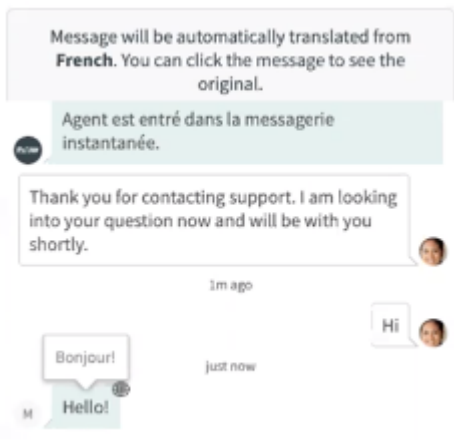 Message will be automatically translated from
French. You can click the message to see the
original.
Agent est entré dans la messagerie
instantanée.
Thank you for contacting support. I am looking
into your question now and will be with you
shortly.
1m ago
Hi
Bonjour!
just now
M
Hello!